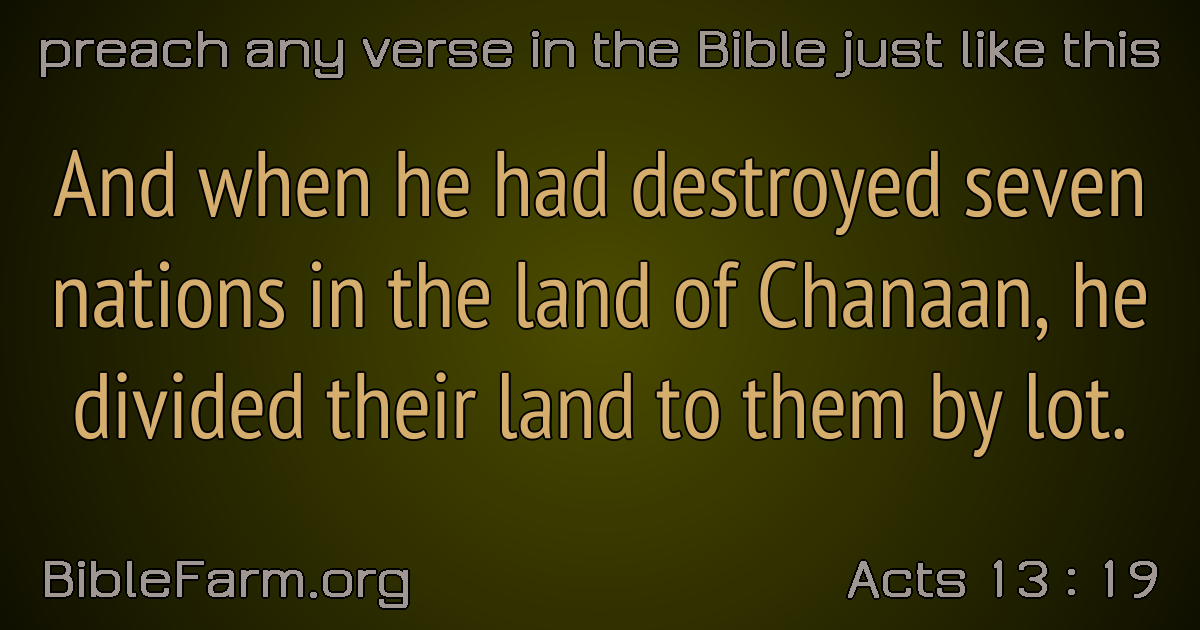 preach any verse in the Bible just like this
And when he had destroyed seven
nations in the land of Chanaan, he
divided their land to them by lot.
BibleFarm.org
Acts 13 : 19